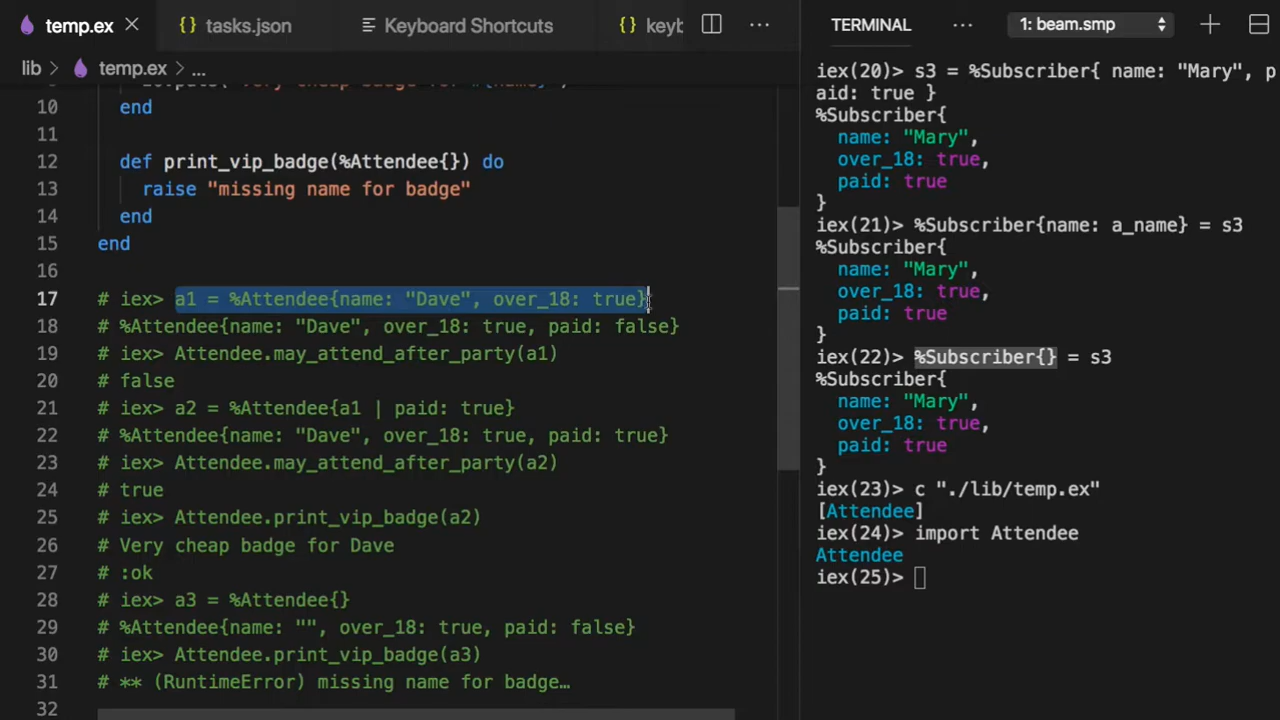 temp.ex
tasks.json
Keyboard Shortcuts
keyb
lib > temp.ex > ...
10 end
11
12 def print_vip_badge(%Attendee{}) do
13 raise "missing name for badge"
14 end
15 end
16
17 # iex> a1 = %Attendee{name: "Dave", over_18: true}
18 # %Attendee{name: "Dave", over_18: true, paid: false}
19 # iex> Attendee.may_attend_after_party(a1)
20 # false
21 # iex> a2 = %Attendee{a1 | paid: true}
22 # %Attendee{name: "Dave", over_18: true, paid: true}
23 # iex> Attendee.may_attend_after_party(a2)
24 # true
25 # iex> Attendee.print_vip_badge(a2)
26 # Very cheap badge for Dave
27 # :ok
28 # iex> a3 = %Attendee{}
29 # %Attendee{name: "", over_18: true, paid: false}
30 # iex> Attendee.print_vip_badge(a3)
31 # ** (RuntimeError) missing name for badge…
32
TERMINAL
1: beam.smp
iex(20)> s3 = %Subscriber{ name: "Mary", p
aid: true }
%Subscriber{
name: "Mary",
over_18: true,
paid: true
}
iex(21)> %Subscriber{name: a_name} = s3
%Subscriber{
name: "Mary",
over_18: true,
paid: true
}
iex(22)> %Subscriber{} = s3
%Subscriber{
name: "Mary",
over_18: true,
paid: true
}
iex(23)> c "./lib/temp.ex"
[Attendee]
iex(24)> import Attendee
Attendee
iex(25)>